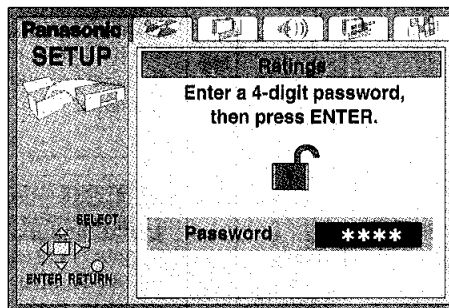 Panasonic
SETUP
Ratings
Enter a 4-digit password,
then press ENTER.
Password ****
SELECT
ENTER RETURN